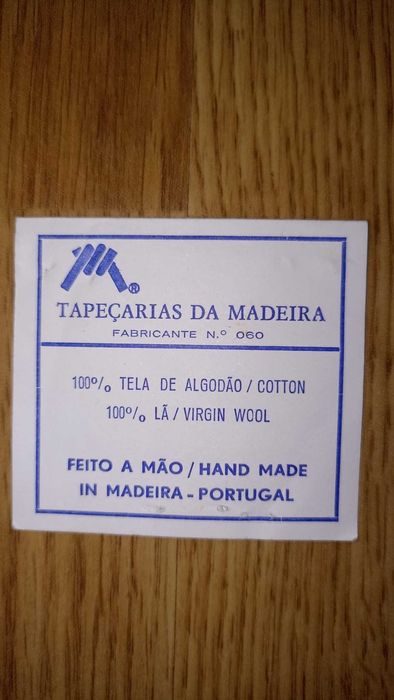 ®
TAPEÇARIAS DA MADEIRA
FABRICANTE N.º 060
100% TELA DE ALGODÃO / COTTON
100% LÃ / VIRGIN WOOL
FEITO A MÃO / HAND MADE
IN MADEIRA - PORTUGAL